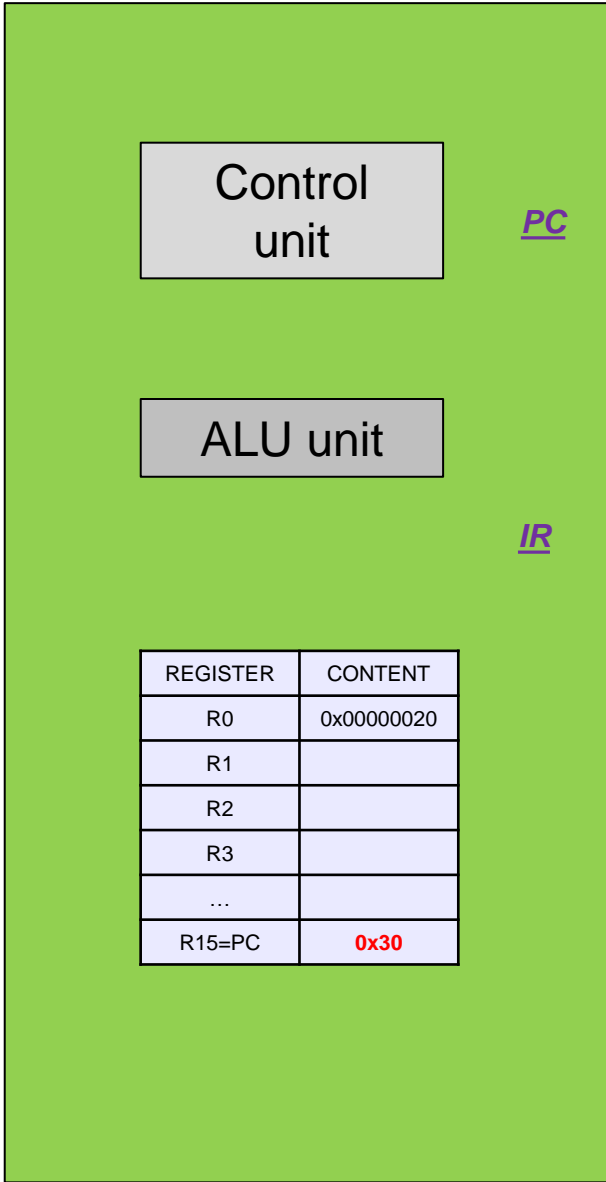 Control
unit
PC
ALU unit
IR
REGISTER CONTENT
R0 0x00000020
R1
R2
R3
…
R15=PC 0x30